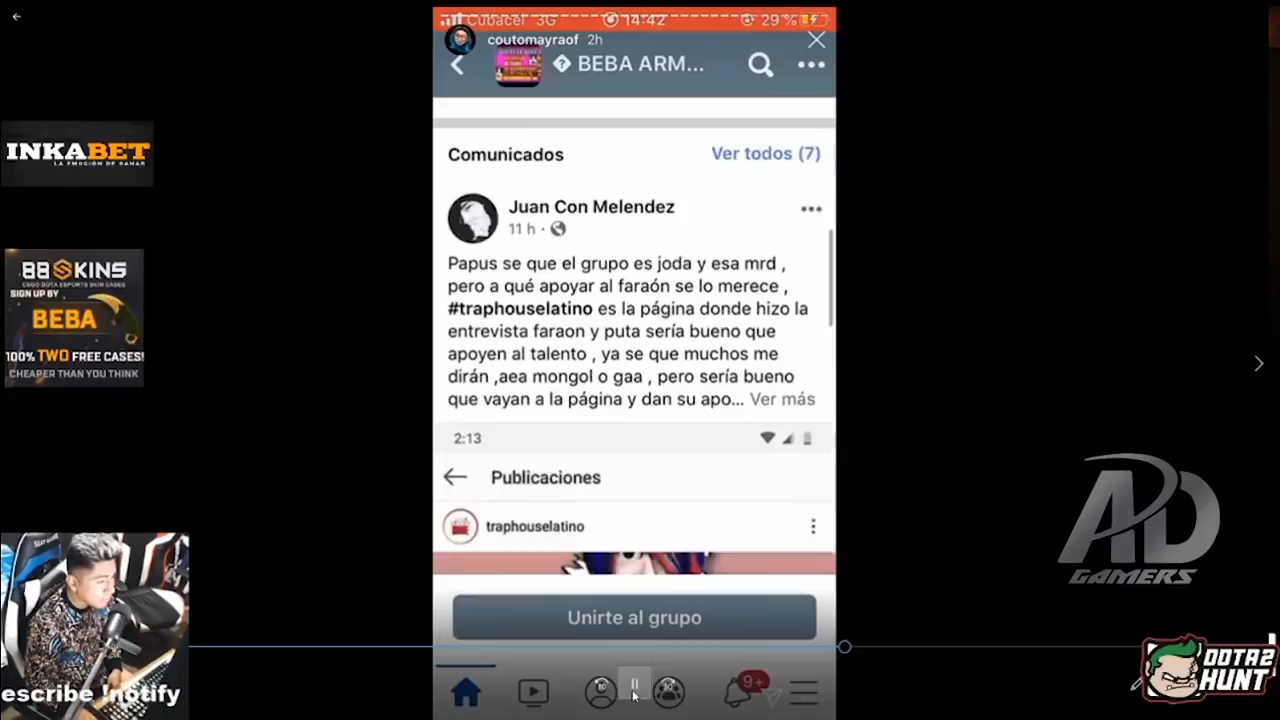 Cubacel 3G 14:42 29 %
coutomayraof 2h
BEBA ARM...
Comunicados Ver todos (7)
Juan Con Melendez
11 h ·
Papus se que el grupo es joda y esa mrd ,
pero a qué apoyar al faraón se lo merece ,
#traphouselatino es la página donde hizo la
entrevista faraon y puta sería bueno que
apoyen al talento , ya se que muchos me
dirán ,aea mongol o gaa , pero sería bueno
que vayan a la página y dan su apo... Ver más
2:13
Publicaciones
traphouselatino
Unirte al grupo
10
10
9+
INKABET
LA EMOCIÓN DE GANAR
88SKINS
CSGO DOTA ESPORTS SKIN CASES
SIGN UP BY
BEBA
100% TWO FREE CASES!
CHEAPER THAN YOU THINK
escribe !notify
AD
GAMERS
DOTA2
HUNT